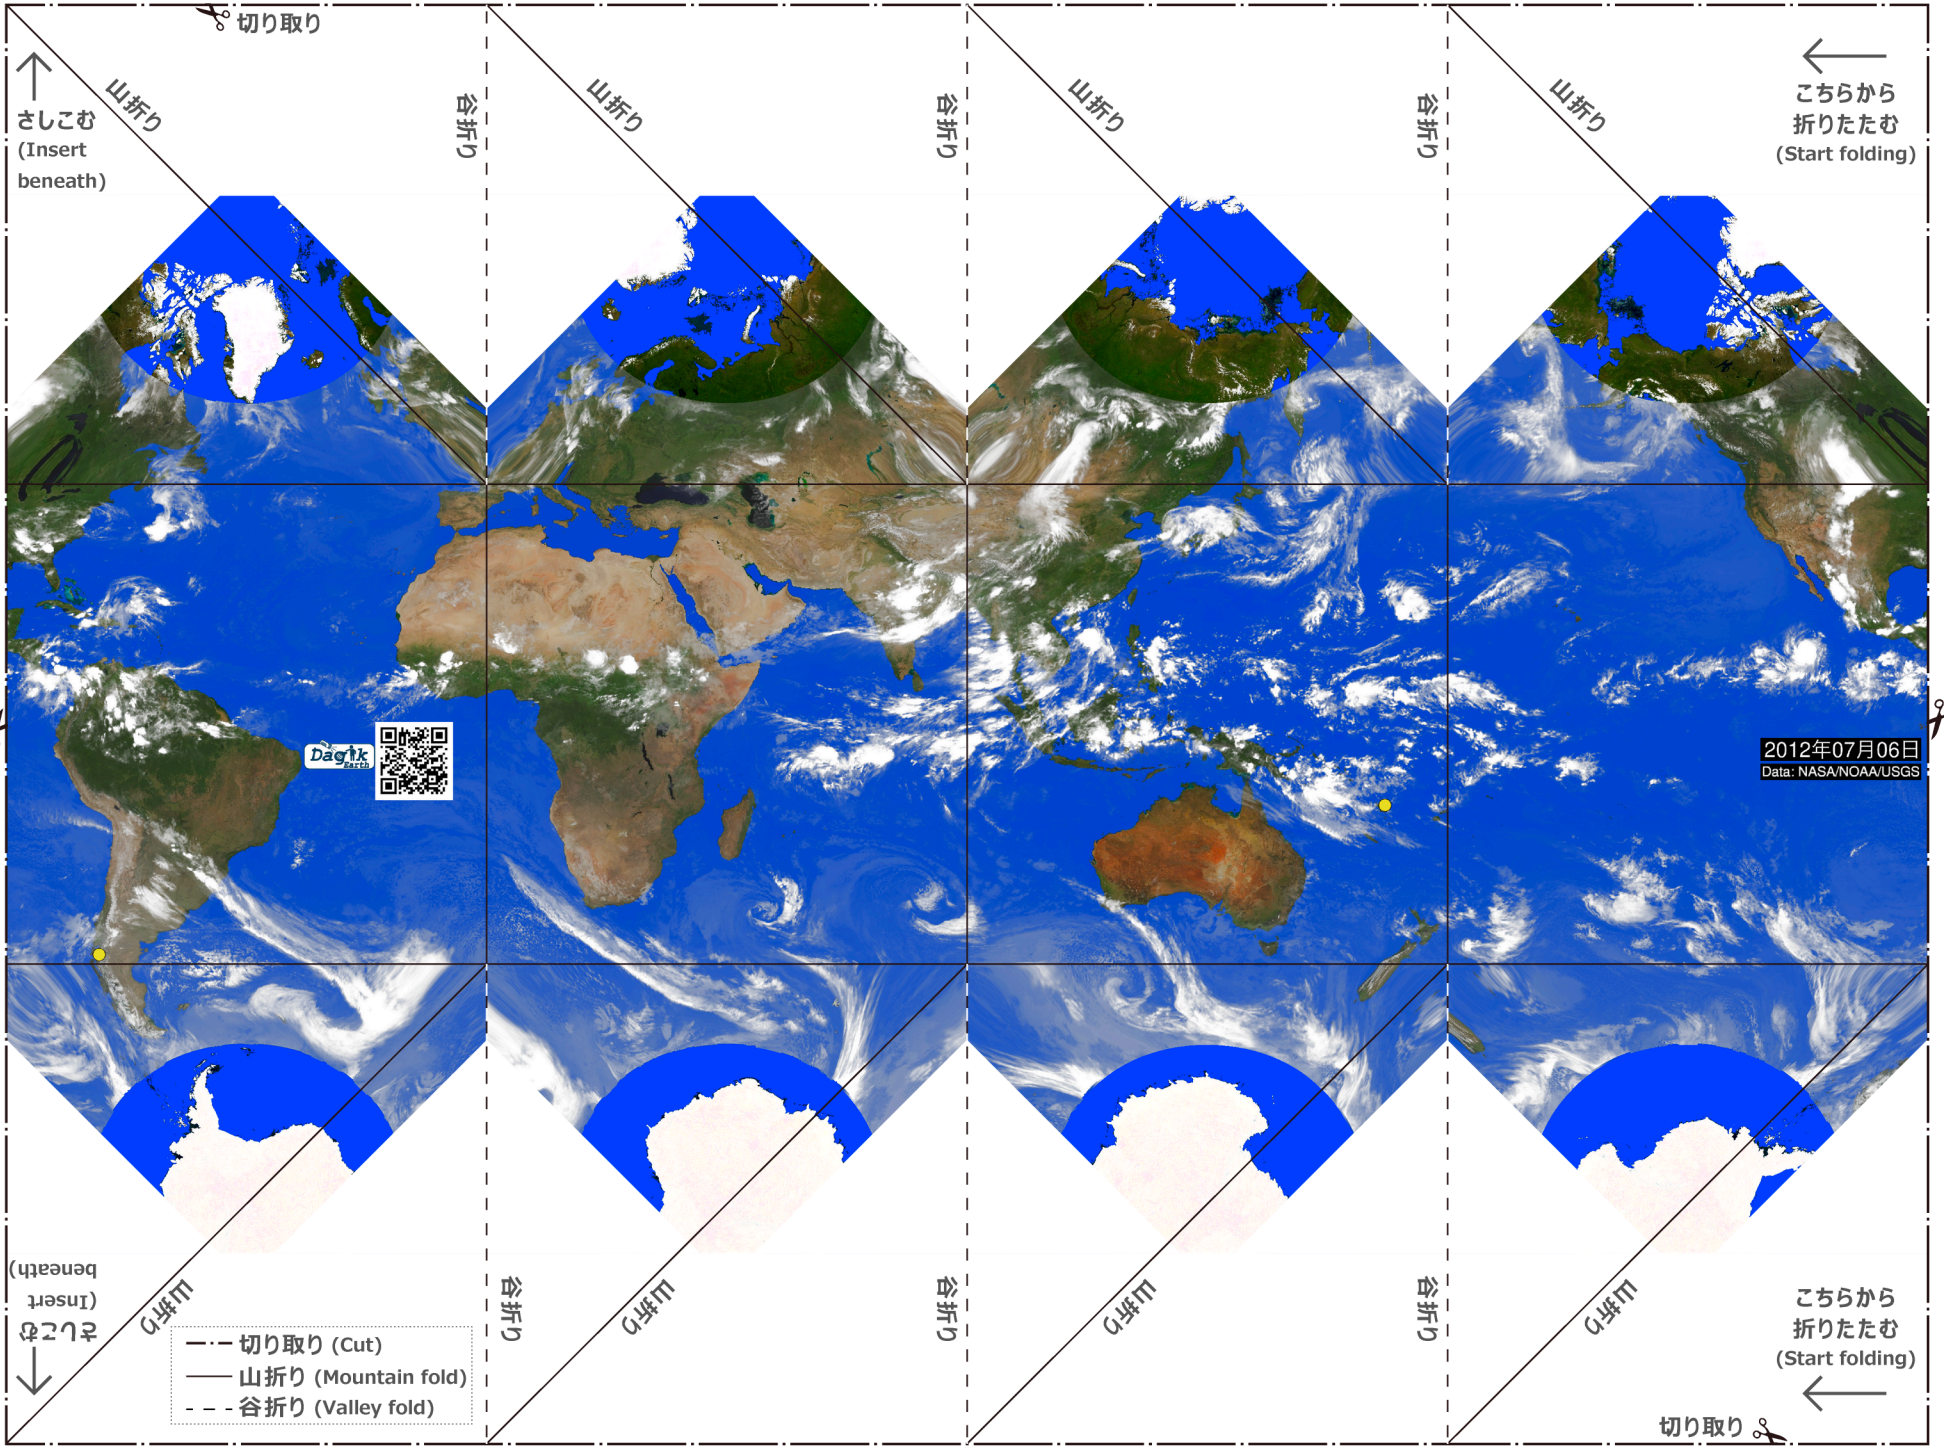 切り取り
山折り
谷折り
山折り
谷折り
山折り
谷折り
山折り
こちらから
折りたたむ
(Start folding)
さしこむ
(Insert
beneath)
Dagik
Earth
2012年07月06日
Data: NASA/NOAA/USGS
さしこむ
(Insert
beneath)
山折り
谷折り
山折り
谷折り
山折り
谷折り
山折り
こちらから
折りたたむ
(Start folding)
切り取り (Cut)
山折り (Mountain fold)
谷折り (Valley fold)
切り取り